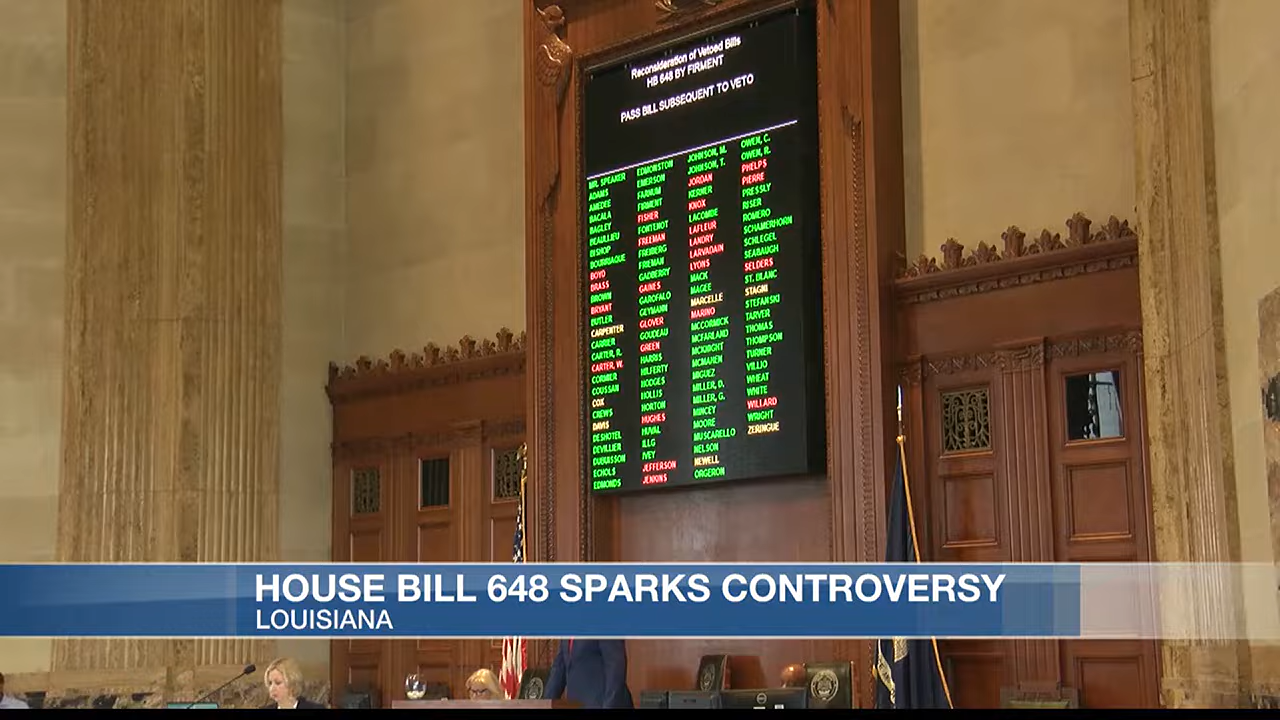 Reconsideration of Vetoed Bills
HB 648 BY FIRMENT
PASS BILL SUBSEQUENT TO VETO
MR. SPEAKER
ADAMS
AMEDEE
BACALA
BAGLEY
BEAULLIEU
BISHOP
BOURRIAQUE
BOYD
BRASS
BROWN
BRYANT
BUTLER
CARPENTER
CARRIER
CARTER, R.
CARTER, W.
CORMIER
COUSSAN
COX
CREWS
DAVIS
DESHOTEL
DEVILLIER
DUBUISSON
ECHOLS
EDMONDS
EDMONSTON
EMERSON
FARNUM
FIRMENT
FISHER
FONTENOT
FREEMAN
FREIBERG
FRIEMAN
GADBERRY
GAINES
GAROFALO
GEYMANN
GLOVER
GOUDEAU
GREEN
HARRIS
HILFERTY
HODGES
HOLLIS
HORTON
HUGHES
HUVAL
ILLG
IVEY
JEFFERSON
JENKINS
JOHNSON, M.
JOHNSON, T.
JORDAN
KERNER
KNOX
LACOMBE
LAFLEUR
LANDRY
LARVADAIN
LYONS
MACK
MAGEE
MARCELLE
MARINO
MCCORMICK
MCFARLAND
MCKNIGHT
MCMAHEN
MIGUEZ
MILLER, D.
MILLER, G.
MINCEY
MOORE
MUSCARELLO
NELSON
NEWELL
ORGERON
OWEN, C.
OWEN, R.
PHELPS
PIERRE
PRESSLY
RISER
ROMERO
SCHAMERHORN
SCHLEGEL
SEABAUGH
SELDERS
ST. BLANC
STAGNI
STEFANSKI
TARVER
THOMAS
THOMPSON
TURNER
VILLIO
WHEAT
WHITE
WILLARD
WRIGHT
ZERINGUE
HOUSE BILL 648 SPARKS CONTROVERSY
LOUISIANA